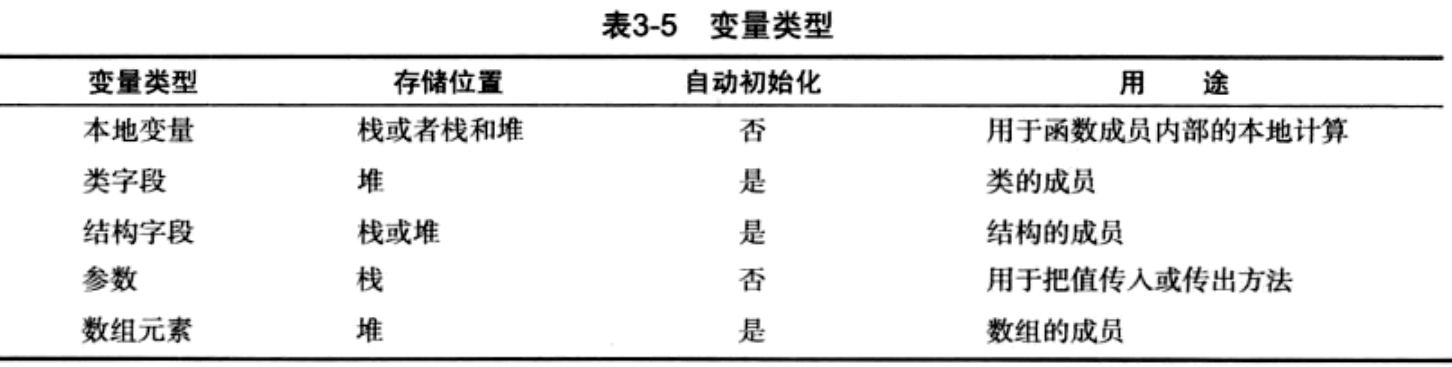 表3-5 变量类型
变量类型 存储位置 自动初始化 用 途
本地变量 栈或者栈和堆 否 用于函数成员内部的本地计算
类字段 堆 是 类的成员
结构字段 栈或堆 是 结构的成员
参数 栈 否 用于把值传入或传出方法
数组元素 堆 是 数组的成员